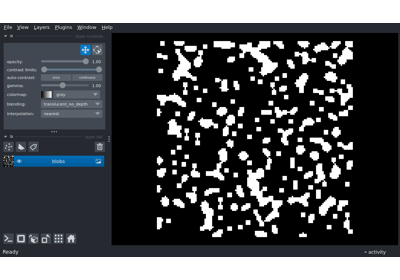 File View Layers Plugins Window Help
opacity: 1.00
contrast limits:
auto-contrast: once continuous
gamma: 1.00
colormap: gray
blending: translucent_no_depth
interpolation: nearest
blobs
Ready
activity